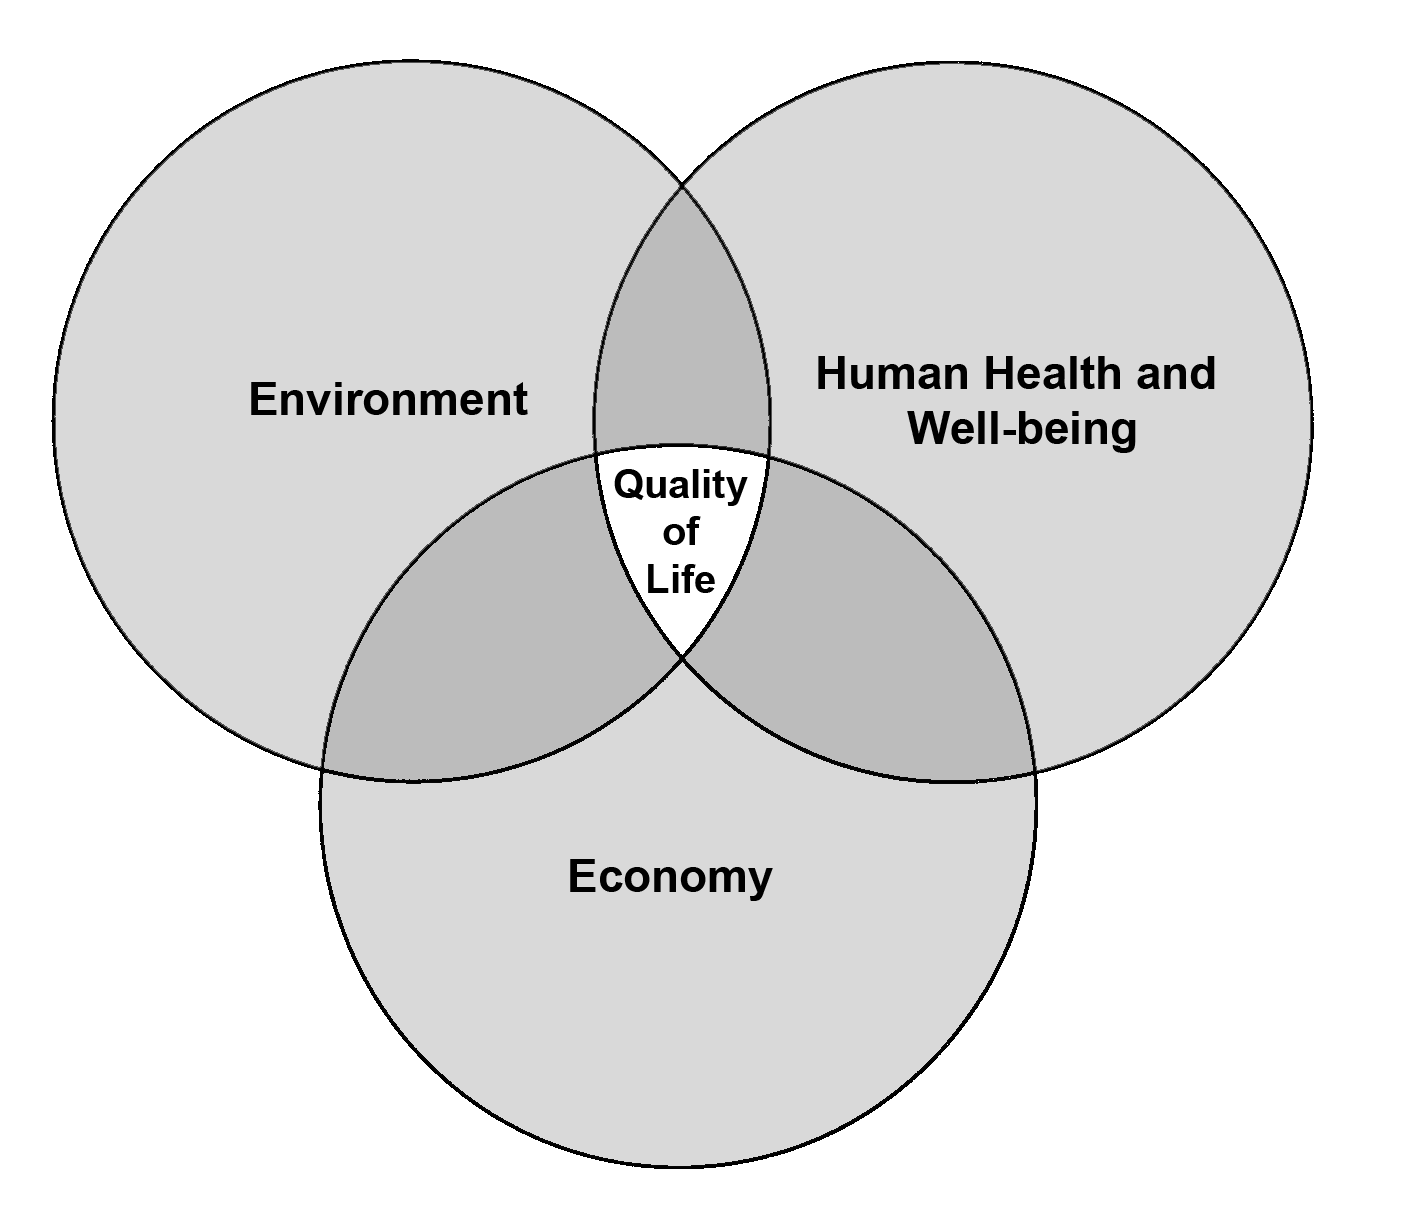 Environment
Human Health and
Well-being
Quality
of
Life
Economy